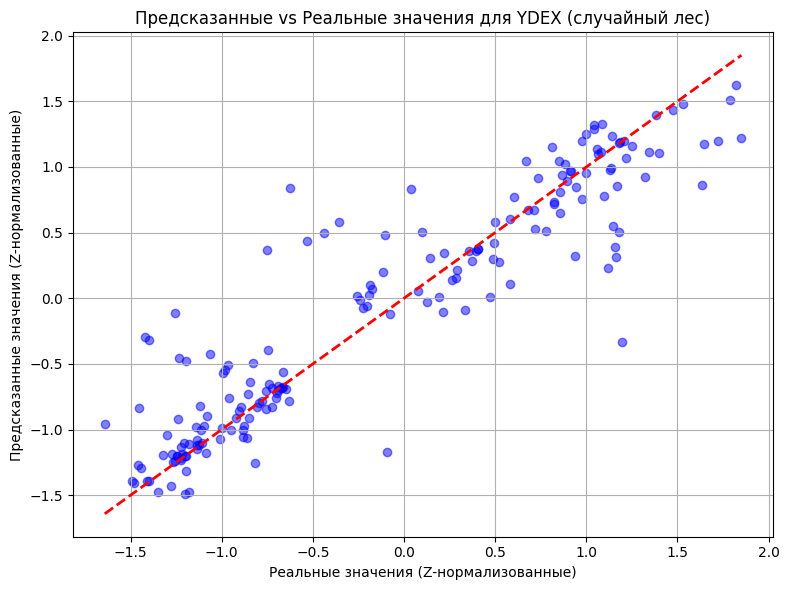 Предсказанные vs Реальные значения для YDEX (случайный лес)
2.0
1.5
1.0
0.5
0.0
−0.5
−1.0
−1.5
Предсказанные значения (Z-нормализованные)
−1.5 −1.0 −0.5 0.0 0.5 1.0 1.5 2.0
Реальные значения (Z-нормализованные)